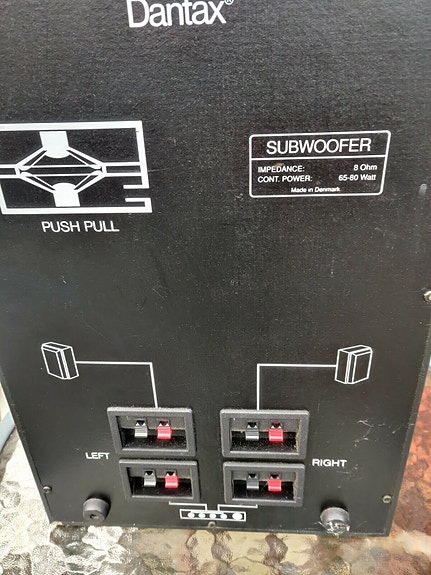 Dantax®
SUBWOOFER
IMPEDANCE: 8 Ohm
CONT. POWER: 65-80 Watt
Made in Denmark
PUSH PULL
LEFT
RIGHT